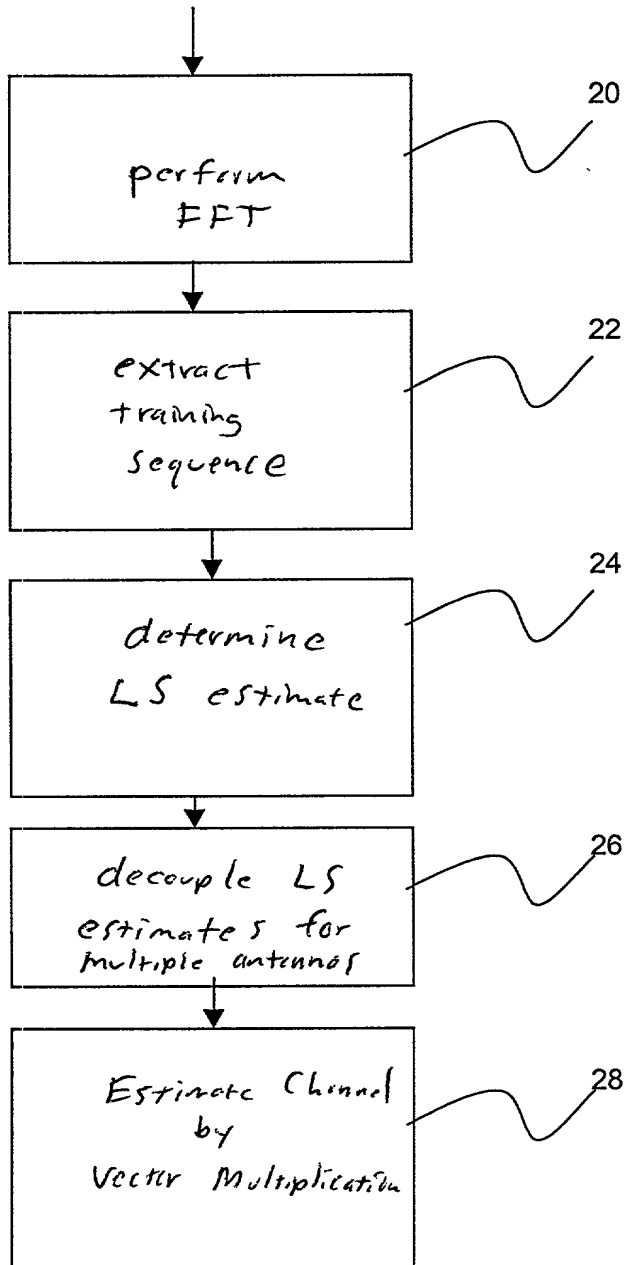 20
perform
FFT
22
extract
training
sequence
24
determine
LS estimate
26
decouple LS
estimates for
multiple antennas
28
Estimate Channel
by
Vector Multiplication